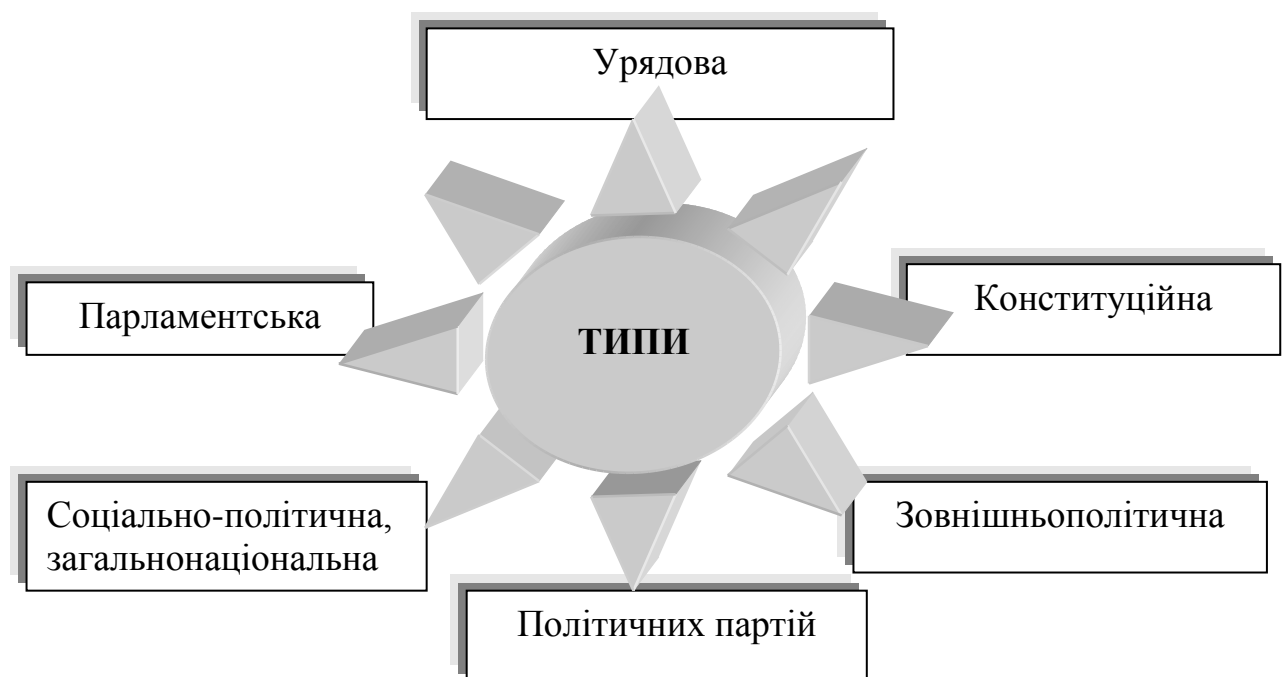 Урядова
Парламентська
ТИПИ
Конституційна
Соціально-політична,
загальнонаціональна
Зовнішньополітична
Політичних партій